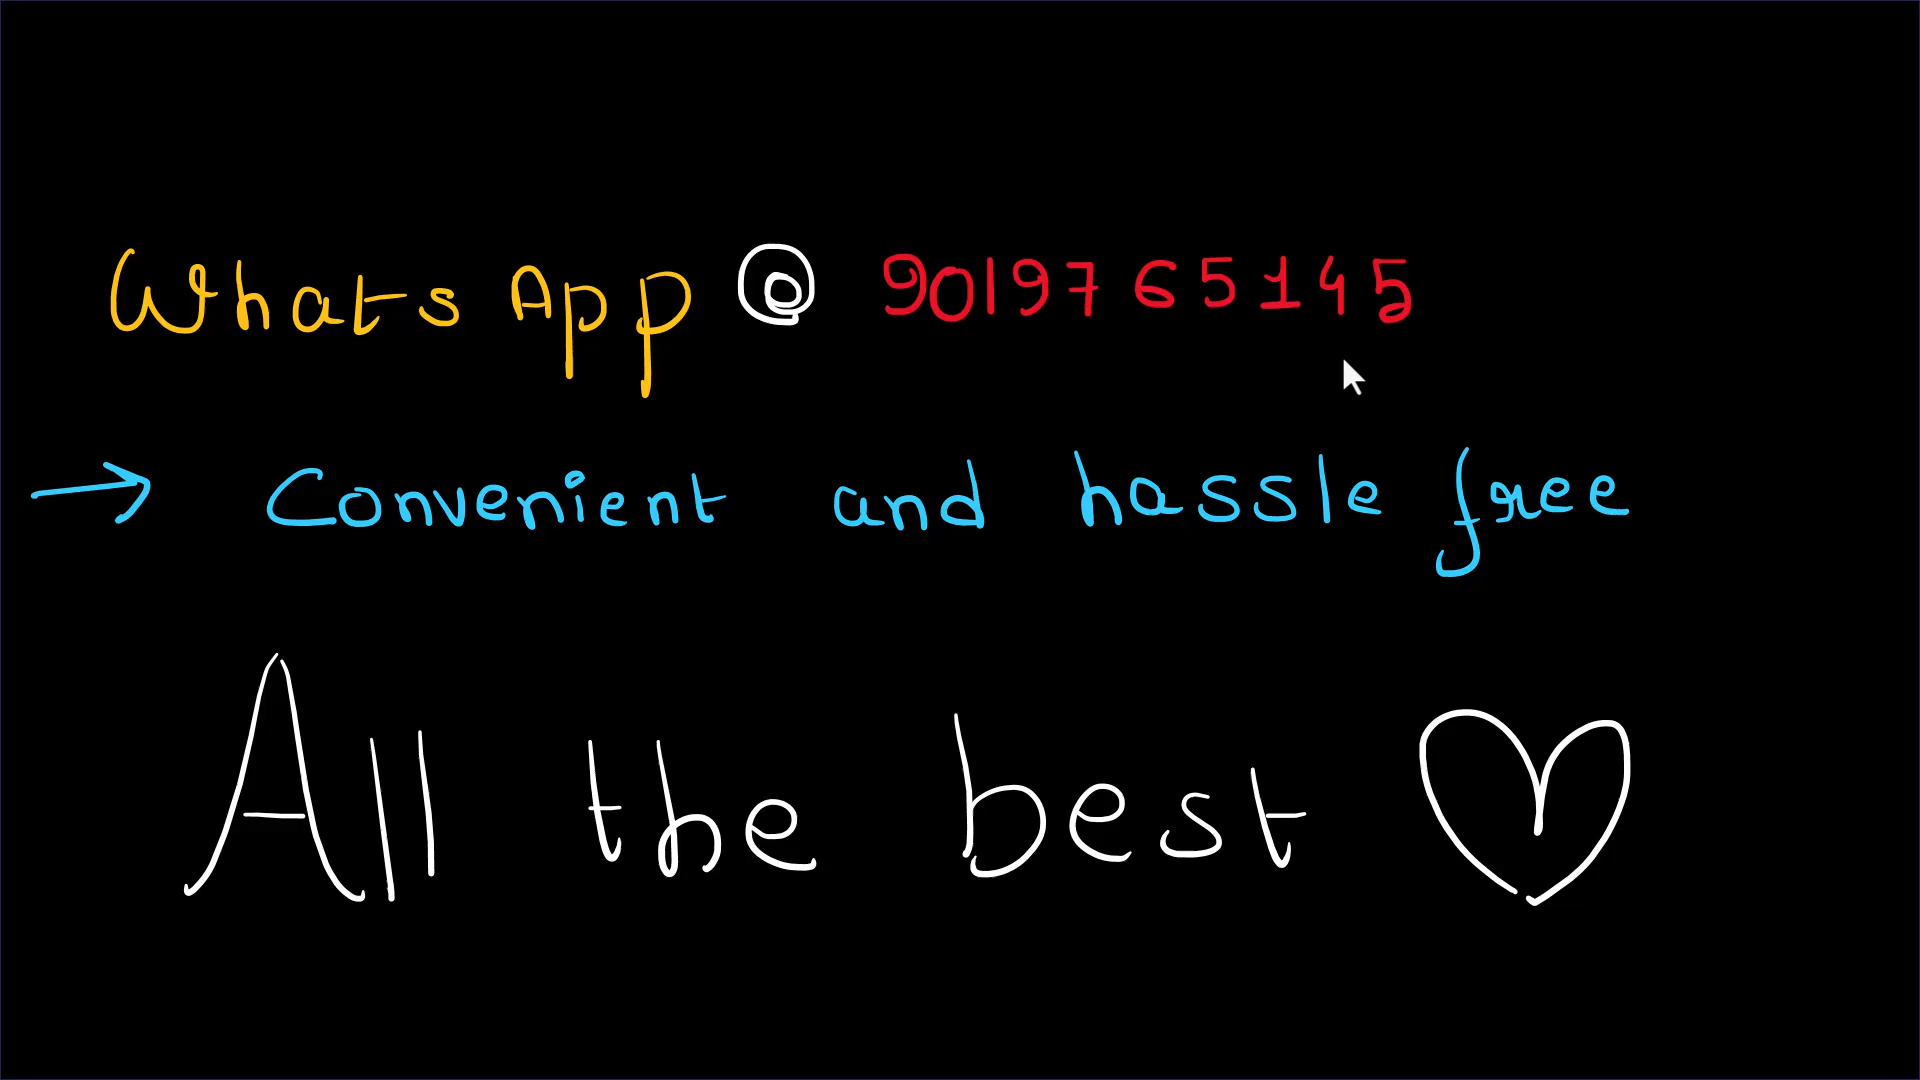 WhatsApp @ 9019765145
→ Convenient and hassle free
All the best ♡